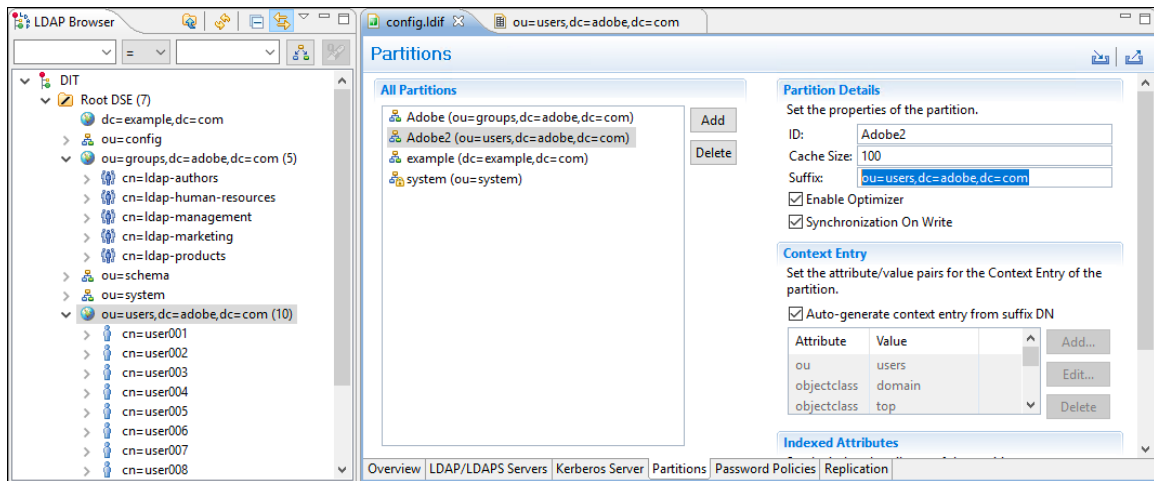 LDAP Browser
=
DIT
Root DSE (7)
dc=example,dc=com
ou=config
ou=groups,dc=adobe,dc=com (5)
cn=ldap-authors
cn=ldap-human-resources
cn=ldap-management
cn=ldap-marketing
cn=ldap-products
ou=schema
ou=system
ou=users,dc=adobe,dc=com (10)
cn=user001
cn=user002
cn=user003
cn=user004
cn=user005
cn=user006
cn=user007
cn=user008
config.ldif
ou=users,dc=adobe,dc=com
Partitions
All Partitions
Adobe (ou=groups,dc=adobe,dc=com)
Adobe2 (ou=users,dc=adobe,dc=com)
example (dc=example,dc=com)
system (ou=system)
Add
Delete
Partition Details
Set the properties of the partition.
ID: Adobe2
Cache Size: 100
Suffix: ou=users,dc=adobe,dc=com
Enable Optimizer
Synchronization On Write
Context Entry
Set the attribute/value pairs for the Context Entry of the
partition.
Auto-generate context entry from suffix DN
Attribute Value
ou users
objectclass domain
objectclass top
Add...
Edit...
Delete
Indexed Attributes
Overview LDAP/LDAPS Servers Kerberos Server Partitions Password Policies Replication